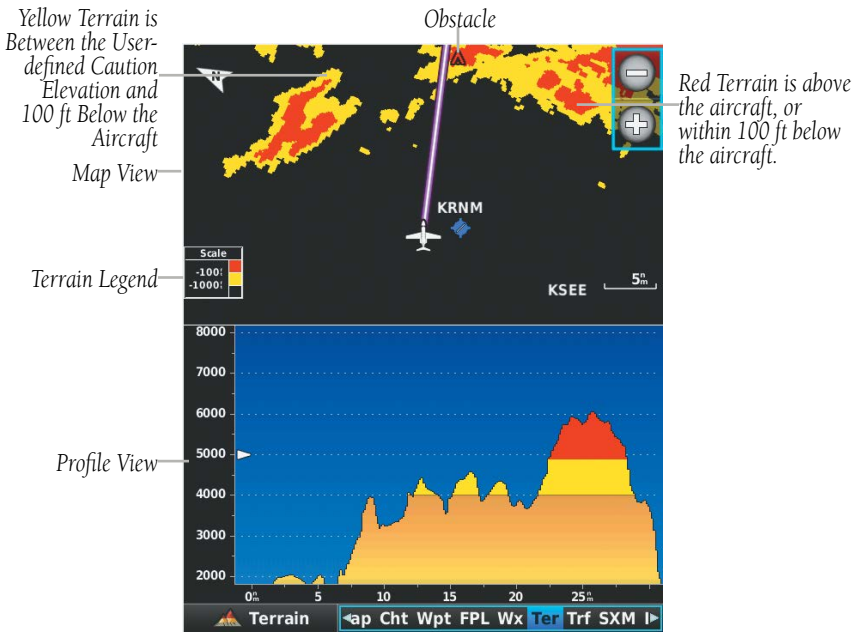 Yellow Terrain is
Between the User-
defined Caution
Elevation and
100 ft Below the
Aircraft
Obstacle
Red Terrain is above
the aircraft, or
within 100 ft below
the aircraft.
N
Map View
KRNM
Terrain Legend
Scale
-100
-1000
KSEE
5nm
8000
7000
6000
5000
4000
3000
2000
Profile View
0nm
5
10
15
20
25nm
Terrain
ap Cht Wpt FPL Wx Ter Trf SXM